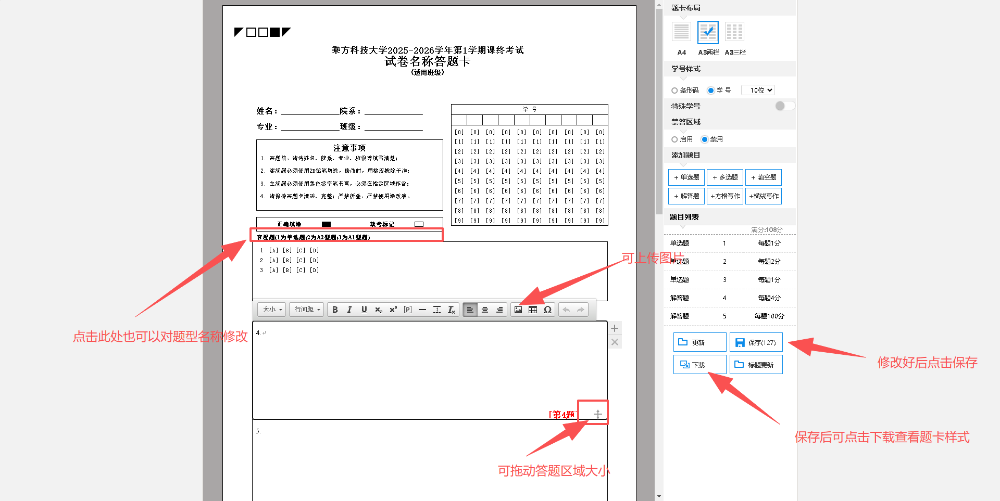 乘方科技大学2025-2026学年第1学期课终考试
试卷名称答题卡
(适用班级)
姓名：______________院系：______________
专业：______________班级：______________
注意事项
1. 答题前，请将姓名、院系、专业、班级等填写清楚；
2. 客观题必须使用2B铅笔填涂，修改时，用橡皮擦除干净；
3. 主观题必须使用黑色签字笔书写，必须在指定区域作答；
4. 请保持答题卡清洁、完整；严禁折叠，严禁使用涂改液。
学 号
[0] [0] [0] [0] [0] [0] [0] [0] [0] [0]
[1] [1] [1] [1] [1] [1] [1] [1] [1] [1]
[2] [2] [2] [2] [2] [2] [2] [2] [2] [2]
[3] [3] [3] [3] [3] [3] [3] [3] [3] [3]
[4] [4] [4] [4] [4] [4] [4] [4] [4] [4]
[5] [5] [5] [5] [5] [5] [5] [5] [5] [5]
[6] [6] [6] [6] [6] [6] [6] [6] [6] [6]
[7] [7] [7] [7] [7] [7] [7] [7] [7] [7]
[8] [8] [8] [8] [8] [8] [8] [8] [8] [8]
[9] [9] [9] [9] [9] [9] [9] [9] [9] [9]
正确填涂 缺考标记
客观题(1为单选题;2为A2型题;3为A1型题)
1 [A] [B] [C] [D]
2 [A] [B] [C] [D]
3 [A] [B] [C] [D]
可上传图片
点击此处也可以对题型名称修改
大小 行间距 B I U x₂ x² [P] Tx Ω
4.
[第4题]
5.
可拖动答题区域大小
题卡布局
A4 A3两栏 A3三栏
学号样式
条形码 学 号 10位
特殊学号
禁答区域
启用 禁用
添加题目
+ 单选题 + 多选题 + 填空题
+ 解答题 +方格写作 +横线写作
题目列表
满分:108分
单选题 1 每题1分
单选题 2 每题2分
单选题 3 每题1分
解答题 4 每题4分
解答题 5 每题100分
更新 保存(127)
下载 标题更新
修改好后点击保存
保存后可点击下载查看题卡样式